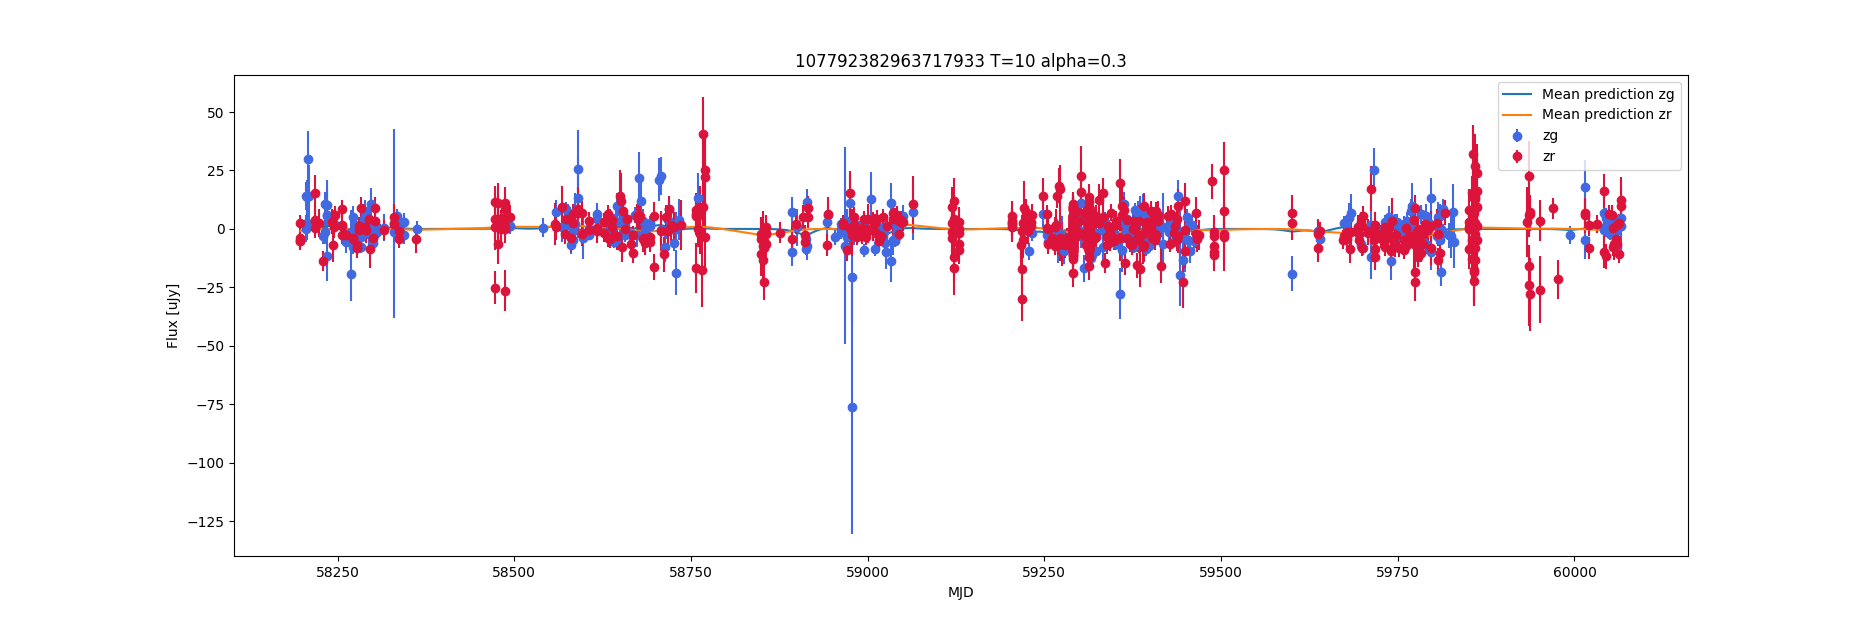 107792382963717933 T=10 alpha=0.3
Mean prediction zg
Mean prediction zr
zg
zr
50
25
0
−25
−50
−75
−100
−125
Flux [uJy]
58250
58500
58750
59000
59250
59500
59750
60000
MJD